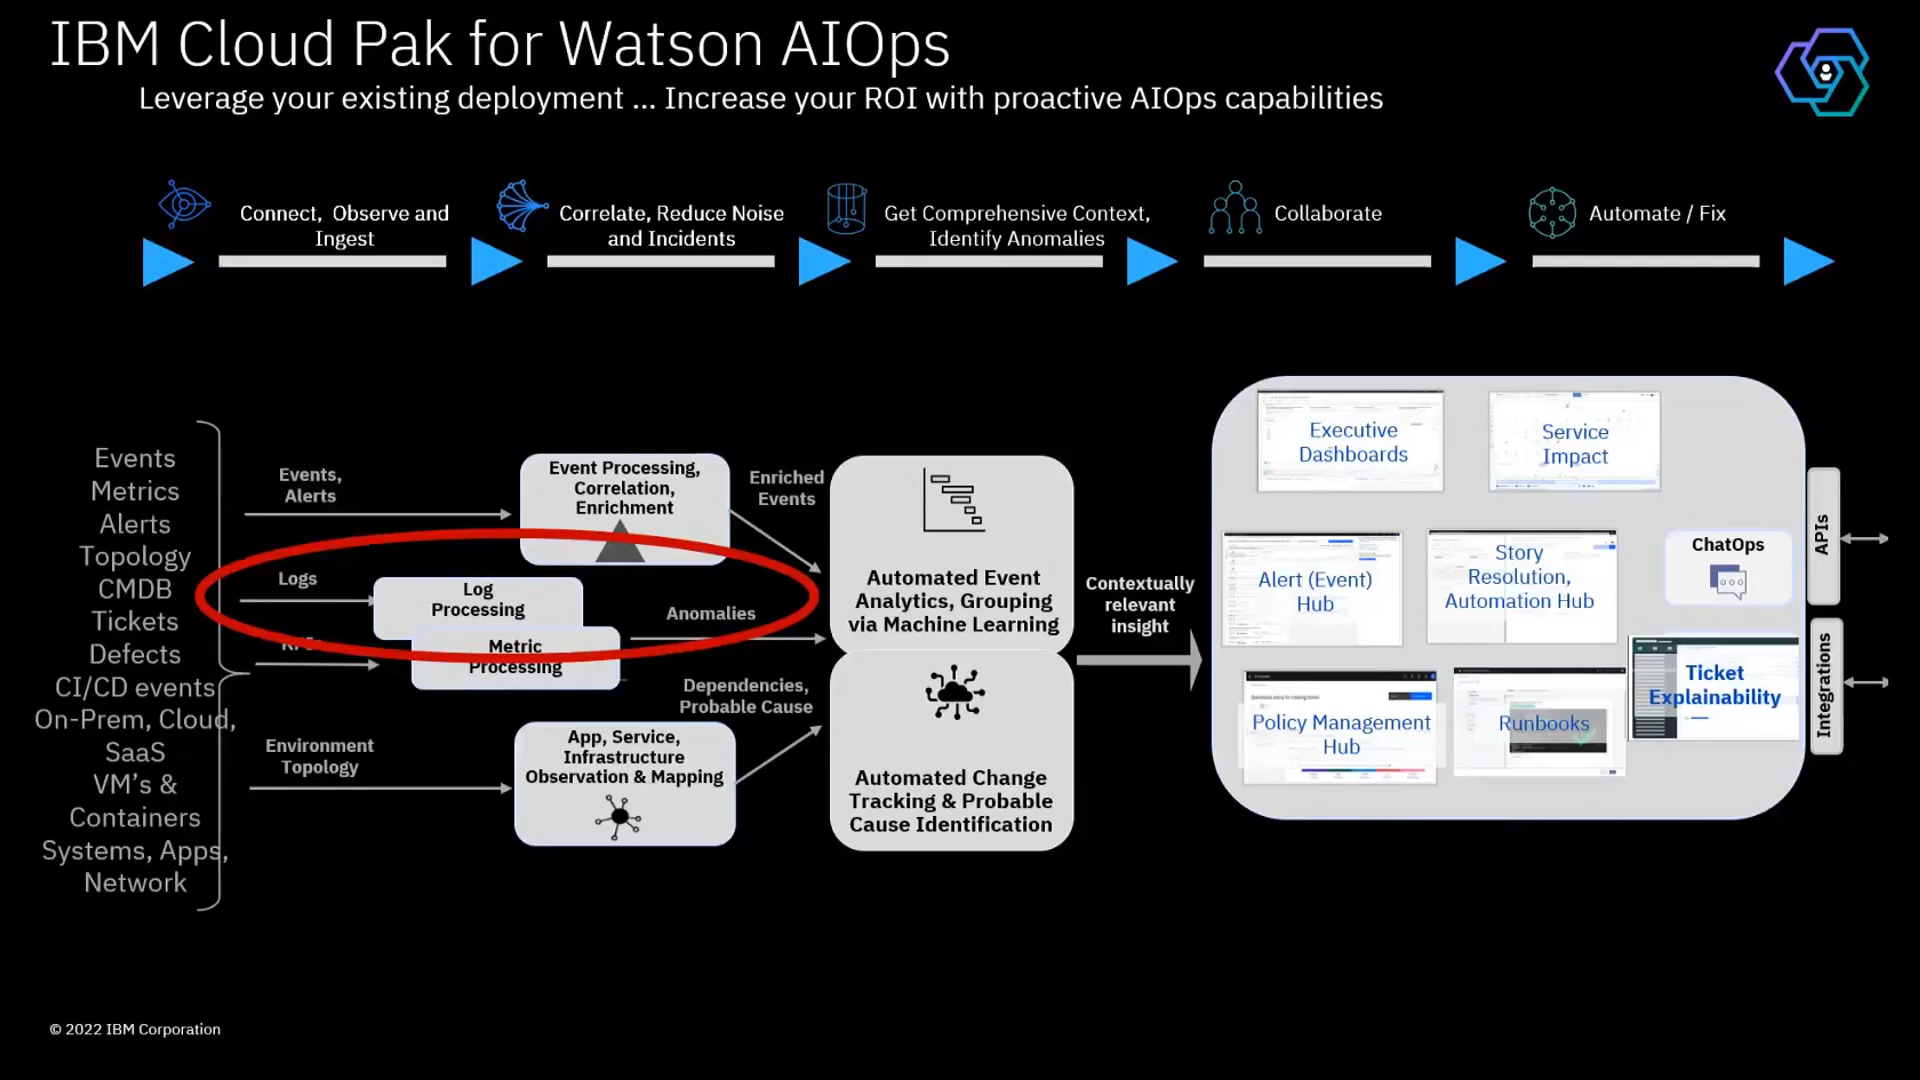 IBM Cloud Pak for Watson AIOps
Leverage your existing deployment ... Increase your ROI with proactive AIOps capabilities
Connect, Observe and
Ingest
Correlate, Reduce Noise
and Incidents
Get Comprehensive Context,
Identify Anomalies
Collaborate
Automate / Fix
Events
Metrics
Alerts
Topology
CMDB
Tickets
Defects
CI/CD events
On-Prem, Cloud,
SaaS
VM's &
Containers
Systems, Apps,
Network
Events,
Alerts
Logs
Environment
Topology
Event Processing,
Correlation,
Enrichment
Log
Processing
Metric
Processing
App, Service,
Infrastructure
Observation & Mapping
Enriched
Events
Anomalies
Dependencies,
Probable Cause
Automated Event
Analytics, Grouping
via Machine Learning
Automated Change
Tracking & Probable
Cause Identification
Contextually
relevant
insight
Executive
Dashboards
Service
Impact
Alert (Event)
Hub
Story
Resolution,
Automation Hub
ChatOps
Policy Management
Hub
Runbooks
Ticket
Explainability
APIs
Integrations
© 2022 IBM Corporation